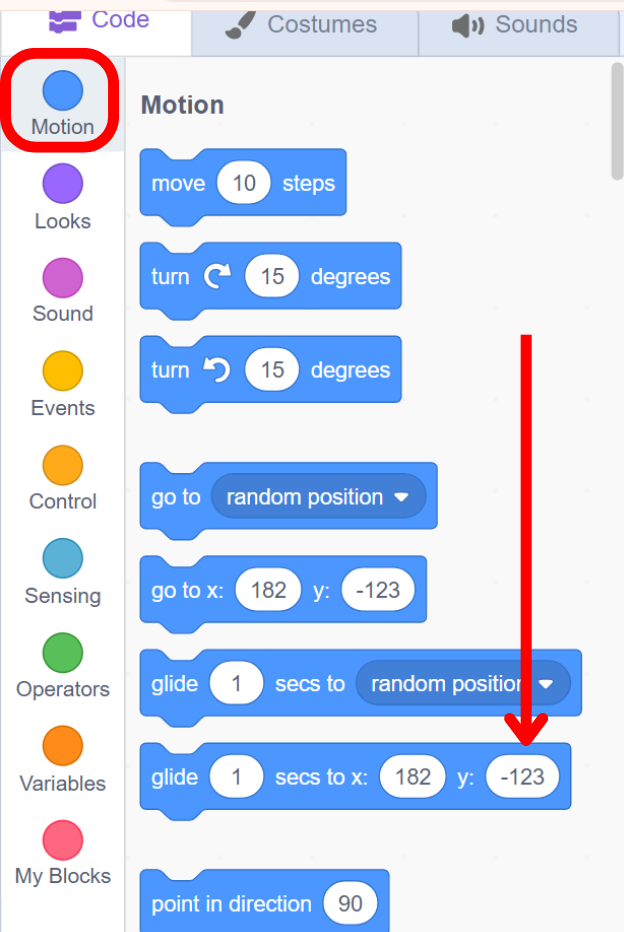 Code Costumes Sounds
Motion
Looks
Sound
Events
Control
Sensing
Operators
Variables
My Blocks
Motion
move 10 steps
turn 15 degrees
turn 15 degrees
go to random position
go to x: 182 y: -123
glide 1 secs to random position
glide 1 secs to x: 182 y: -123
point in direction 90